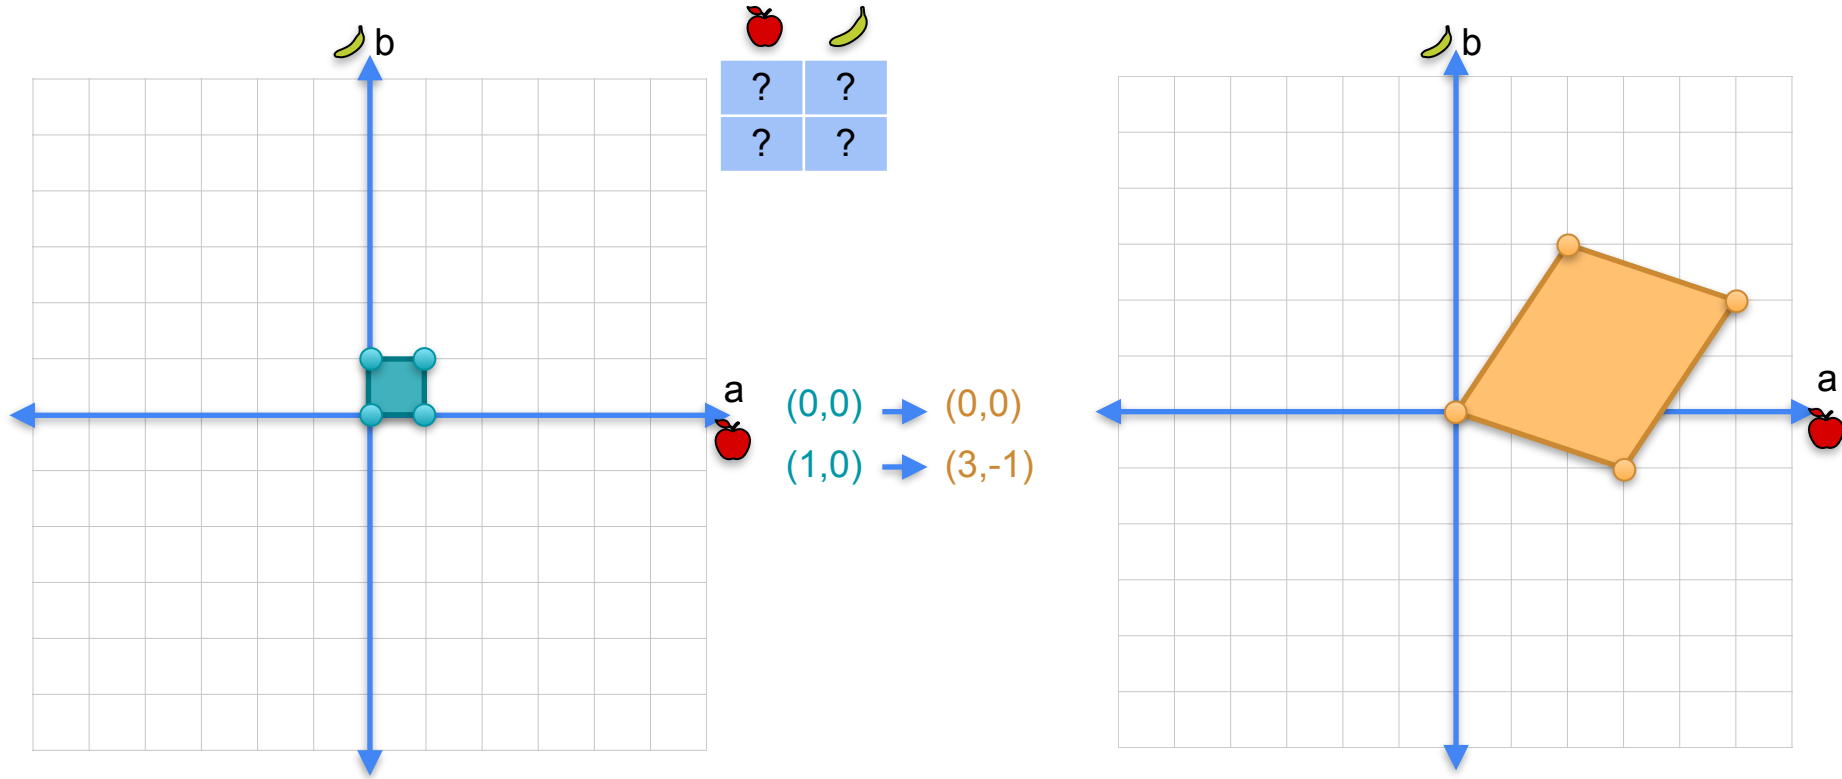 b
? ?
? ?
a
(0,0) (0,0)
(1,0) (3,-1)
b
a